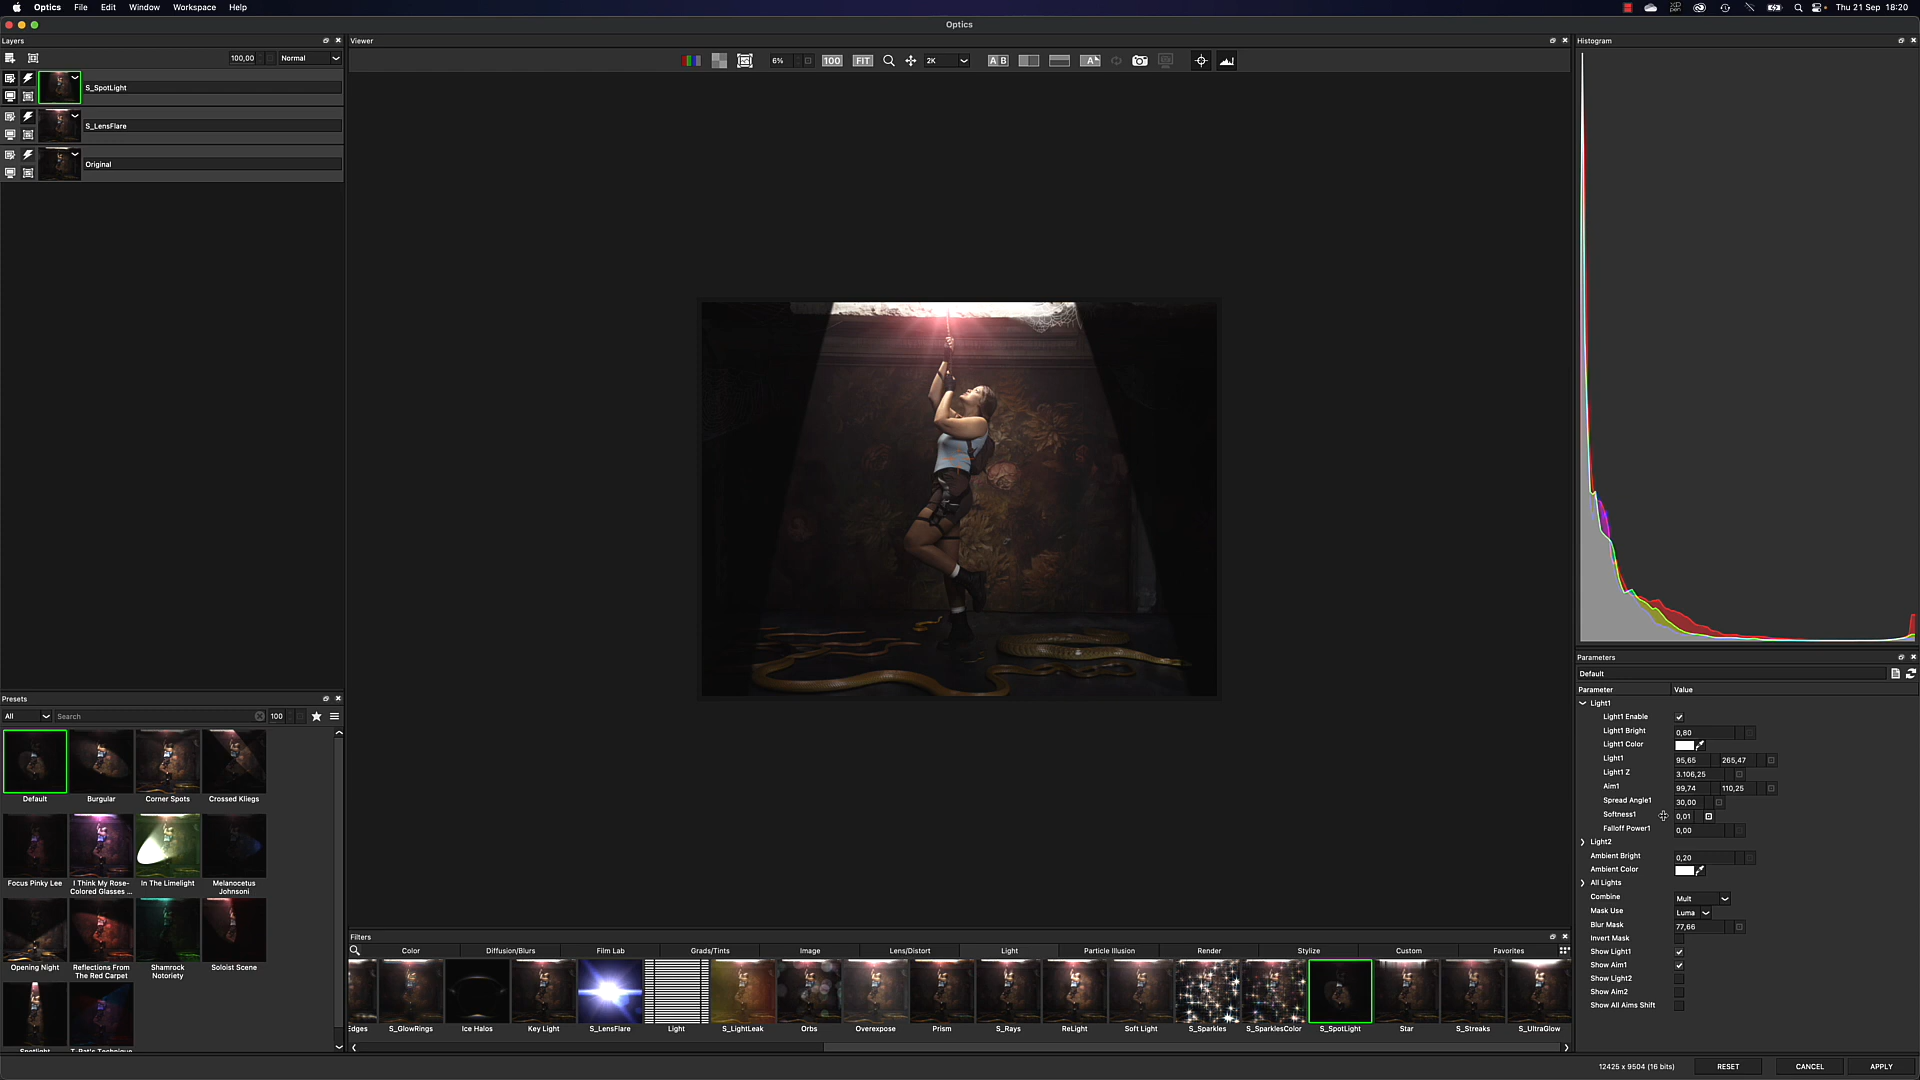 Optics File Edit Window Workspace Help Thu 21 Sep 18:20
Optics
Layers
100,00 Normal
S_SpotLight
S_LensFlare
Original
Viewer
6% 100 FIT 2K A B A
Histogram
Presets
All Search 100
Default Burgular Corner Spots Crossed Kliegs
Focus Pinky Lee I Think My Rose- In The Limelight Melanocetus
Colored Glasses ... Johnsoni
Opening Night Reflections From Shamrock Soloist Scene
The Red Carpet Notoriety
Spotlight T-Bat's Technique
Filters
Color Diffusion/Blurs Film Lab Grads/Tints Image Lens/Distort Light Particle Illusion Render Stylize Custom Favorites
Edges S_GlowRings Ice Halos Key Light S_LensFlare Light S_LightLeak Orbs Overexpose Prism S_Rays ReLight Soft Light S_Sparkles S_SparklesColor S_SpotLight Star S_Streaks S_UltraGlow
Parameters
Default
Parameter Value
Light1
Light1 Enable
Light1 Bright 0,80
Light1 Color
Light1 95,65 265,47
Light1 Z 3.106,25
Aim1 99,74 110,25
Spread Angle1 30,00
Softness1 0,01
Falloff Power1 0,00
Light2
Ambient Bright 0,20
Ambient Color
All Lights
Combine Mult
Mask Use Luma
Blur Mask 77,66
Invert Mask
Show Light1
Show Aim1
Show Light2
Show Aim2
Show All Aims Shift
12425 x 9504 (16 bits) RESET CANCEL APPLY